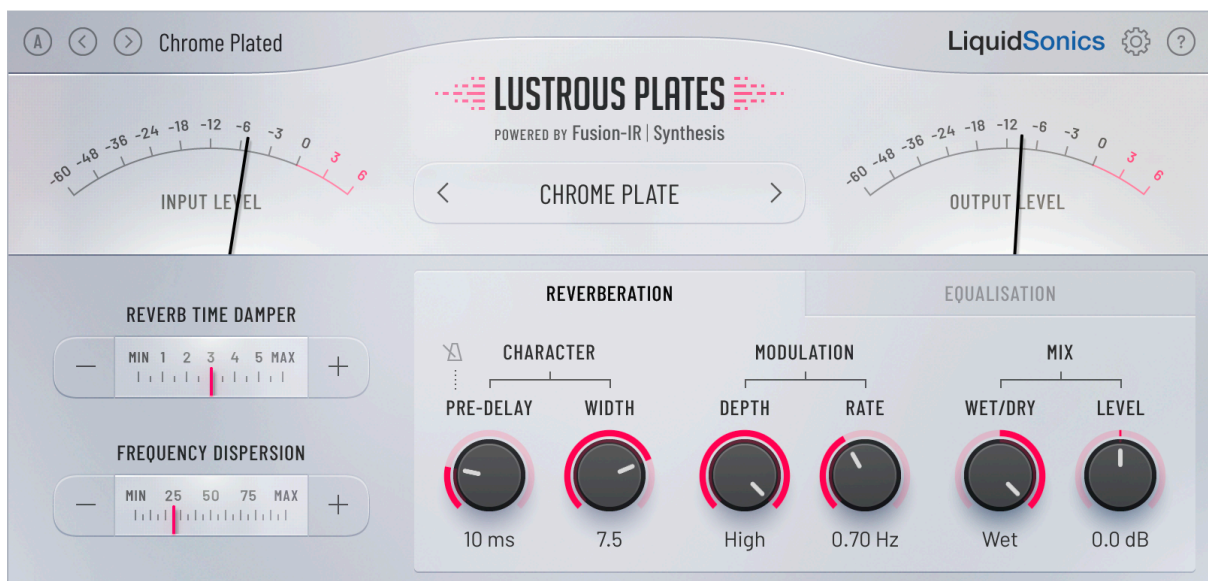 A Chrome Plated
LiquidSonics ?
LUSTROUS PLATES
POWERED BY Fusion-IR | Synthesis
CHROME PLATE
-60 -48 -36 -24 -18 -12 -6 -3 0 3 6
INPUT LEVEL
-60 -48 -36 -24 -18 -12 -6 -3 0 3 6
OUTPUT LEVEL
REVERB TIME DAMPER
MIN 1 2 3 4 5 MAX
FREQUENCY DISPERSION
MIN 25 50 75 MAX
REVERBERATION EQUALISATION
CHARACTER MODULATION MIX
PRE-DELAY WIDTH DEPTH RATE WET/DRY LEVEL
10 ms 7.5 High 0.70 Hz Wet 0.0 dB